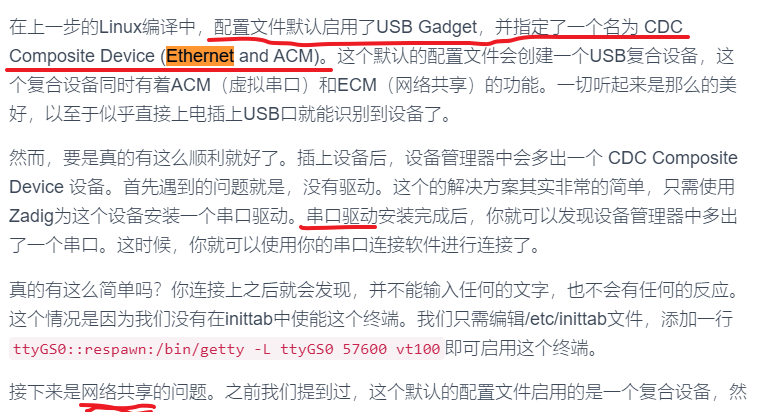 在上一步的Linux编译中，配置文件默认启用了USB Gadget，并指定了一个名为 CDC
Composite Device (Ethernet and ACM)。这个默认的配置文件会创建一个USB复合设备，这
个复合设备同时有着ACM（虚拟串口）和ECM（网络共享）的功能。一切听起来是那么的美
好，以至于似乎直接上电插上USB口就能识别到设备了。
然而，要是真的有这么顺利就好了。插上设备后，设备管理器中会多出一个 CDC Composite
Device 设备。首先遇到的问题就是，没有驱动。这个的解决方案其实非常的简单，只需使用
Zadig为这个设备安装一个串口驱动。串口驱动安装完成后，你就可以发现设备管理器中多出
了一个串口。这时候，你就可以使用你的串口连接软件进行连接了。
真的有这么简单吗？你连接上之后就会发现，并不能输入任何的文字，也不会有任何的反应。
这个情况是因为我们没有在inittab中使能这个终端。我们只需编辑/etc/inittab文件，添加一行
ttyGS0::respawn:/bin/getty -L ttyGS0 57600 vt100 即可启用这个终端。
接下来是网络共享的问题。之前我们提到过，这个默认的配置文件启用的是一个复合设备，然